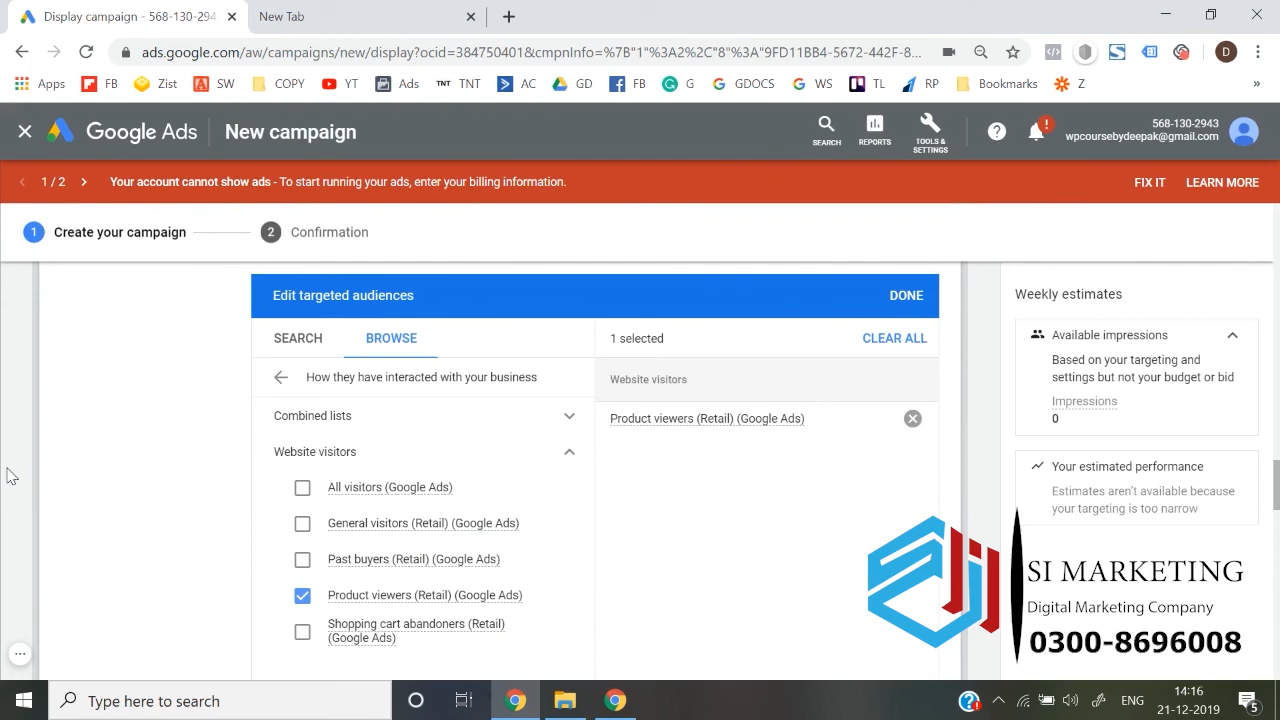 Display campaign - 568-130-294
New Tab
ads.google.com/aw/campaigns/new/display?ocid=384750401&cmpnInfo=%7B"1"%3A2%2C"8"%3A"9FD11BB4-5672-442F-8...
D
Apps
FB
Zist
SW
COPY
YT
Ads
TNT TNT
AC
GD
FB
G
GDOCS
WS
TL
RP
Bookmarks
Z
»
Google Ads
New campaign
SEARCH
REPORTS
TOOLS &
SETTINGS
568-130-2943
wpcoursebydeepak@gmail.com
1 / 2
Your account cannot show ads - To start running your ads, enter your billing information.
FIX IT
LEARN MORE
1 Create your campaign
2 Confirmation
Edit targeted audiences
DONE
SEARCH
BROWSE
1 selected
CLEAR ALL
How they have interacted with your business
Website visitors
Combined lists
Product viewers (Retail) (Google Ads)
Website visitors
All visitors (Google Ads)
General visitors (Retail) (Google Ads)
Past buyers (Retail) (Google Ads)
Product viewers (Retail) (Google Ads)
Shopping cart abandoners (Retail)
(Google Ads)
Weekly estimates
Available impressions
Based on your targeting and
settings but not your budget or bid
Impressions
0
Your estimated performance
Estimates aren't available because
your targeting is too narrow
SI MARKETING
Digital Marketing Company
0300-8696008
Type here to search
ENG
14:16
21-12-2019
5